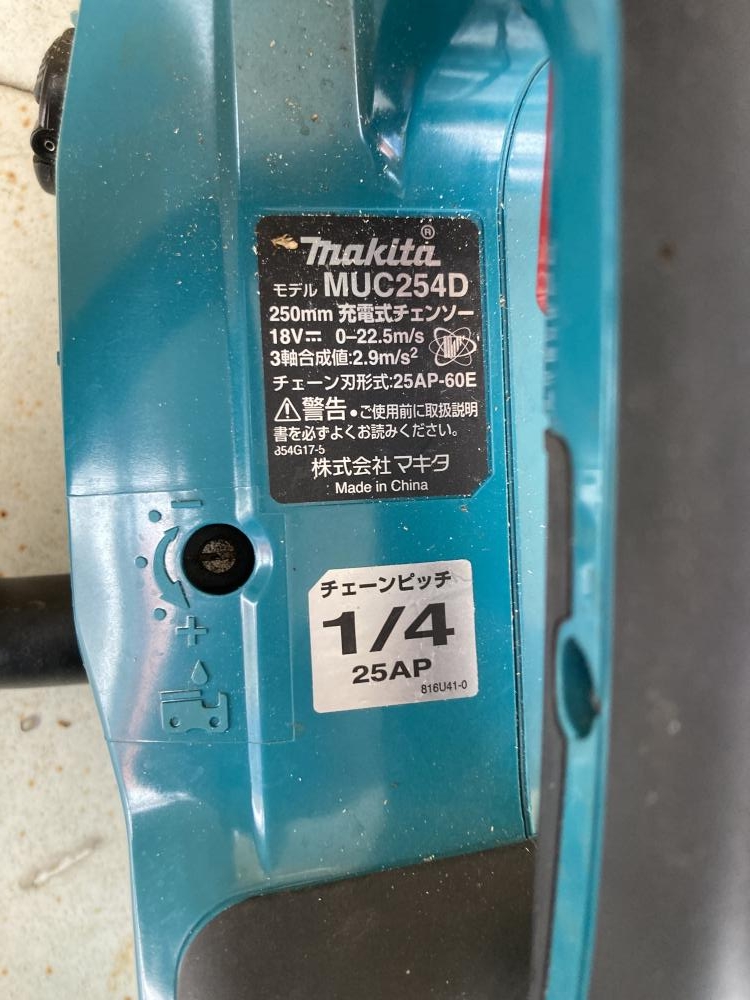 makita®
モデル MUC254D
250mm 充電式チェンソー
18V⎓ 0–22.5m/s
3軸合成値:2.9m/s²
チェーン刃形式:25AP-60E
⚠警告・ご使用前に取扱説明
書を必ずよくお読みください。
854G17-5
株式会社 マキタ
Made in China
チェーンピッチ
1/4
25AP
816U41-0
−
+